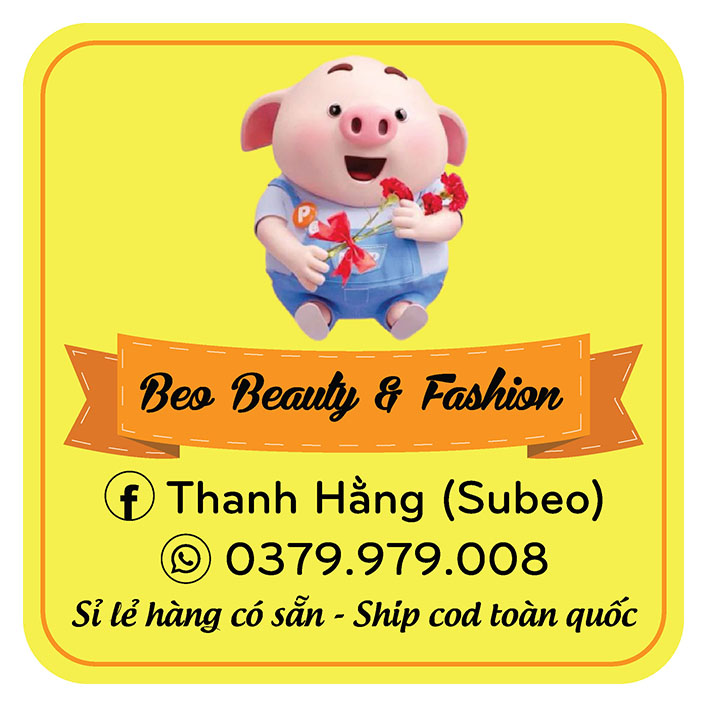 P
Beo Beauty & Fashion
f Thanh Hằng (Subeo)
0379.979.008
Sỉ lẻ hàng có sẵn - Ship cod toàn quốc